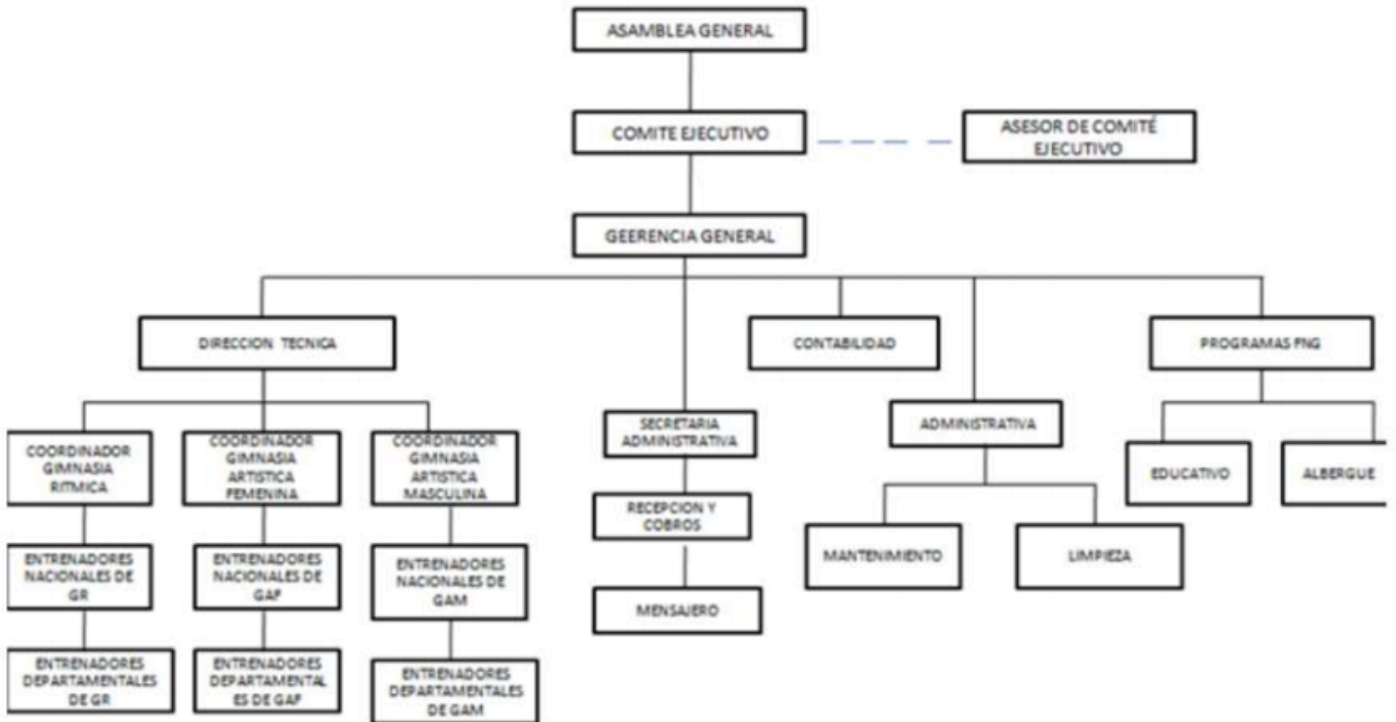 ASAMBLEA GENERAL
COMITE EJECUTIVO
ASESOR DE COMITÉ
EJECUTIVO
GEERENCIA GENERAL
DIRECCION TECNICA
CONTABILIDAD
PROGRAMAS FNG
COORDINADOR
GIMNASIA
RITMICA
COORDINADOR
GIMNASIA
ARTISTICA
FEMENINA
COORDINADOR
GIMNASIA
ARTISTICA
MASCULINA
SECRETARIA
ADMINISTRATIVA
ADMINISTRATIVA
EDUCATIVO
ALBERGUE
RECEPCION Y
COBROS
ENTRENADORES
NACIONALES DE
GR
ENTRENADORES
NACIONALES DE
GAF
ENTRENADORES
NACIONALES DE
GAM
MANTENIMIENTO
LIMPIEZA
MENSAJERO
ENTRENADORES
DEPARTAMENTALES
DE GR
ENTRENADORES
DEPARTAMENTAL
ES DE GAF
ENTRENADORES
DEPARTAMENTALES
DE GAM